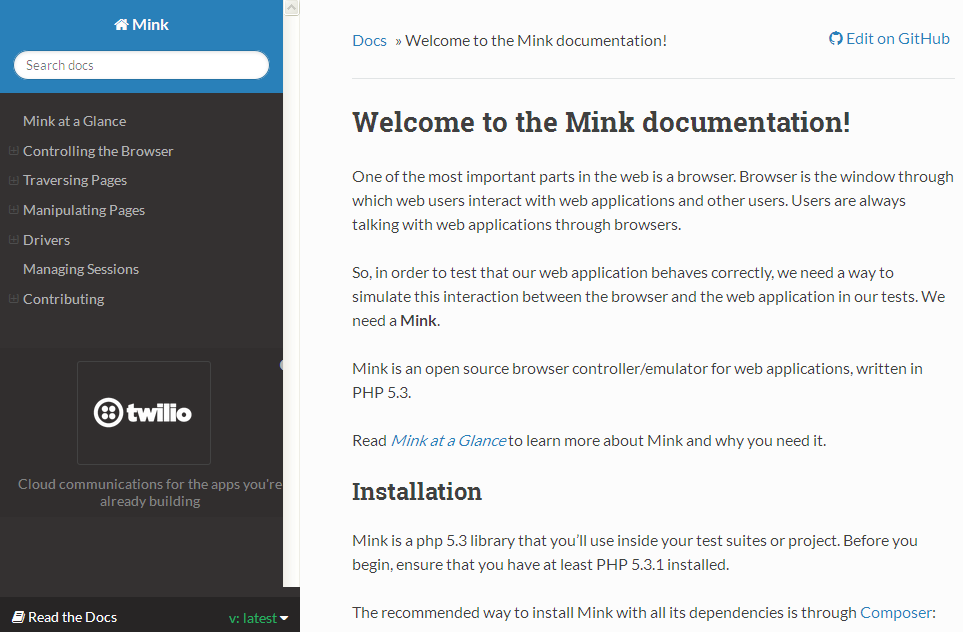 Mink
Search docs
Mink at a Glance
Controlling the Browser
Traversing Pages
Manipulating Pages
Drivers
Managing Sessions
Contributing
twilio
Cloud communications for the apps you're
already building
Read the Docs
v: latest
Docs » Welcome to the Mink documentation!
Edit on GitHub
Welcome to the Mink documentation!
One of the most important parts in the web is a browser. Browser is the window through
which web users interact with web applications and other users. Users are always
talking with web applications through browsers.
So, in order to test that our web application behaves correctly, we need a way to
simulate this interaction between the browser and the web application in our tests. We
need a Mink.
Mink is an open source browser controller/emulator for web applications, written in
PHP 5.3.
Read Mink at a Glance to learn more about Mink and why you need it.
Installation
Mink is a php 5.3 library that you’ll use inside your test suites or project. Before you
begin, ensure that you have at least PHP 5.3.1 installed.
The recommended way to install Mink with all its dependencies is through Composer: